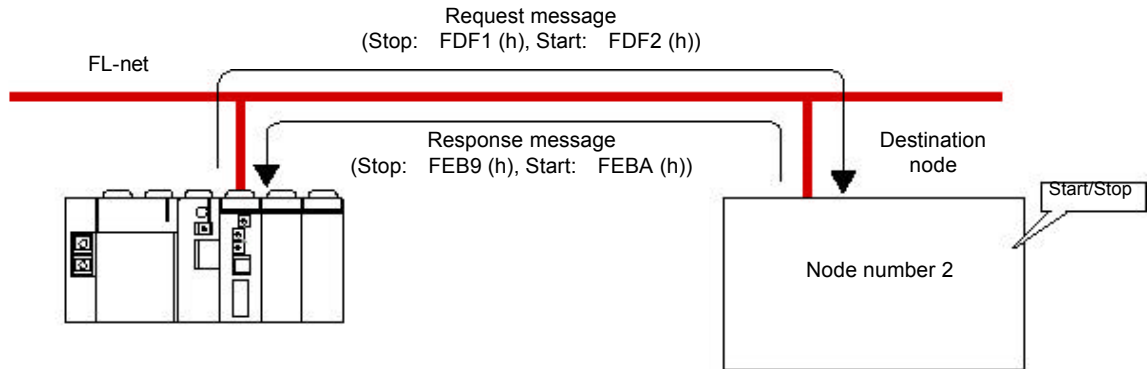 Request message
(Stop: FDF1 (h), Start: FDF2 (h))
FL-net
Response message
(Stop: FEB9 (h), Start: FEBA (h))
Destination
node
Start/Stop
Node number 2